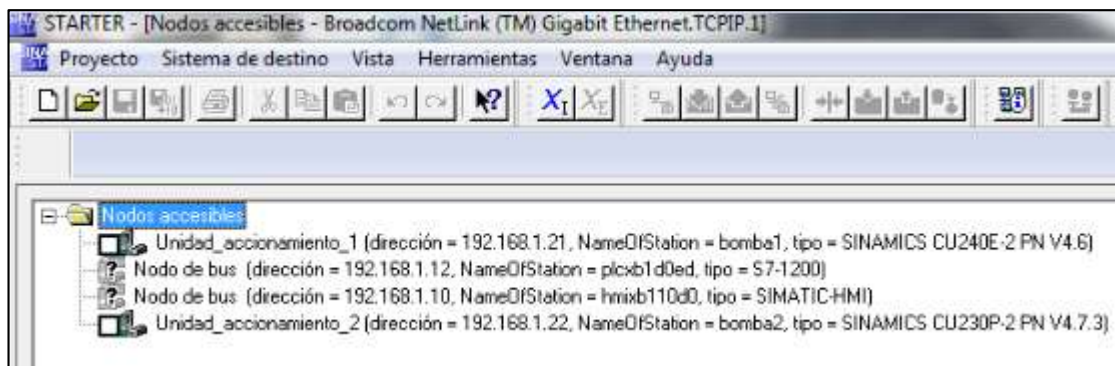 STARTER - [Nodos accesibles - Broadcom NetLink (TM) Gigabit Ethernet.TCPIP.1]
Proyecto Sistema de destino Vista Herramientas Ventana Ayuda
Nodos accesibles
Unidad_accionamiento_1 (dirección = 192.168.1.21, NameOfStation = bomba1, tipo = SINAMICS CU240E-2 PN V4.6)
Nodo de bus (dirección = 192.168.1.12, NameOfStation = plcxb1d0ed, tipo = S7-1200)
Nodo de bus (dirección = 192.168.1.10, NameOfStation = hmixb110d0, tipo = SIMATIC-HMI)
Unidad_accionamiento_2 (dirección = 192.168.1.22, NameOfStation = bomba2, tipo = SINAMICS CU230P-2 PN V4.7.3)